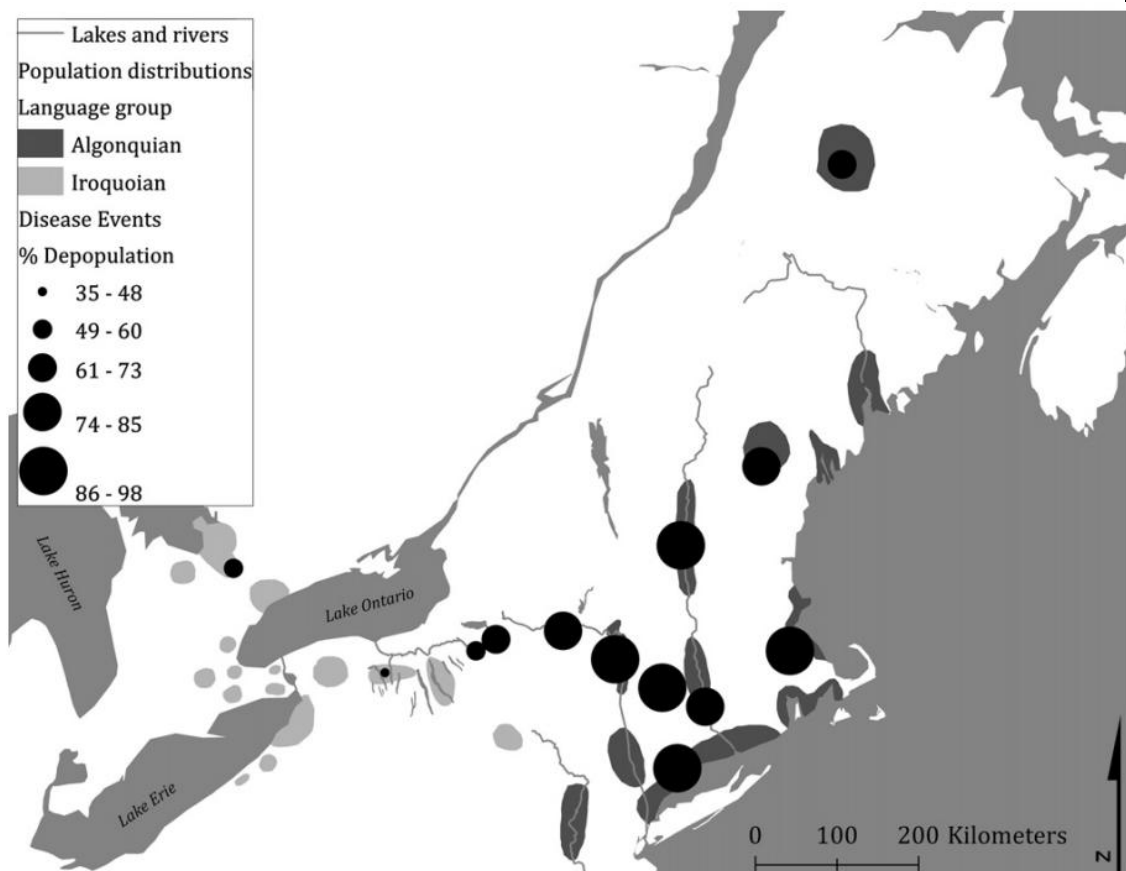 Lakes and rivers
Population distributions
Language group
Algonquian
Iroquoian
Disease Events
% Depopulation
35 - 48
49 - 60
61 - 73
74 - 85
86 - 98
Lake Huron
Lake Ontario
Lake Erie
0 100 200 Kilometers
N